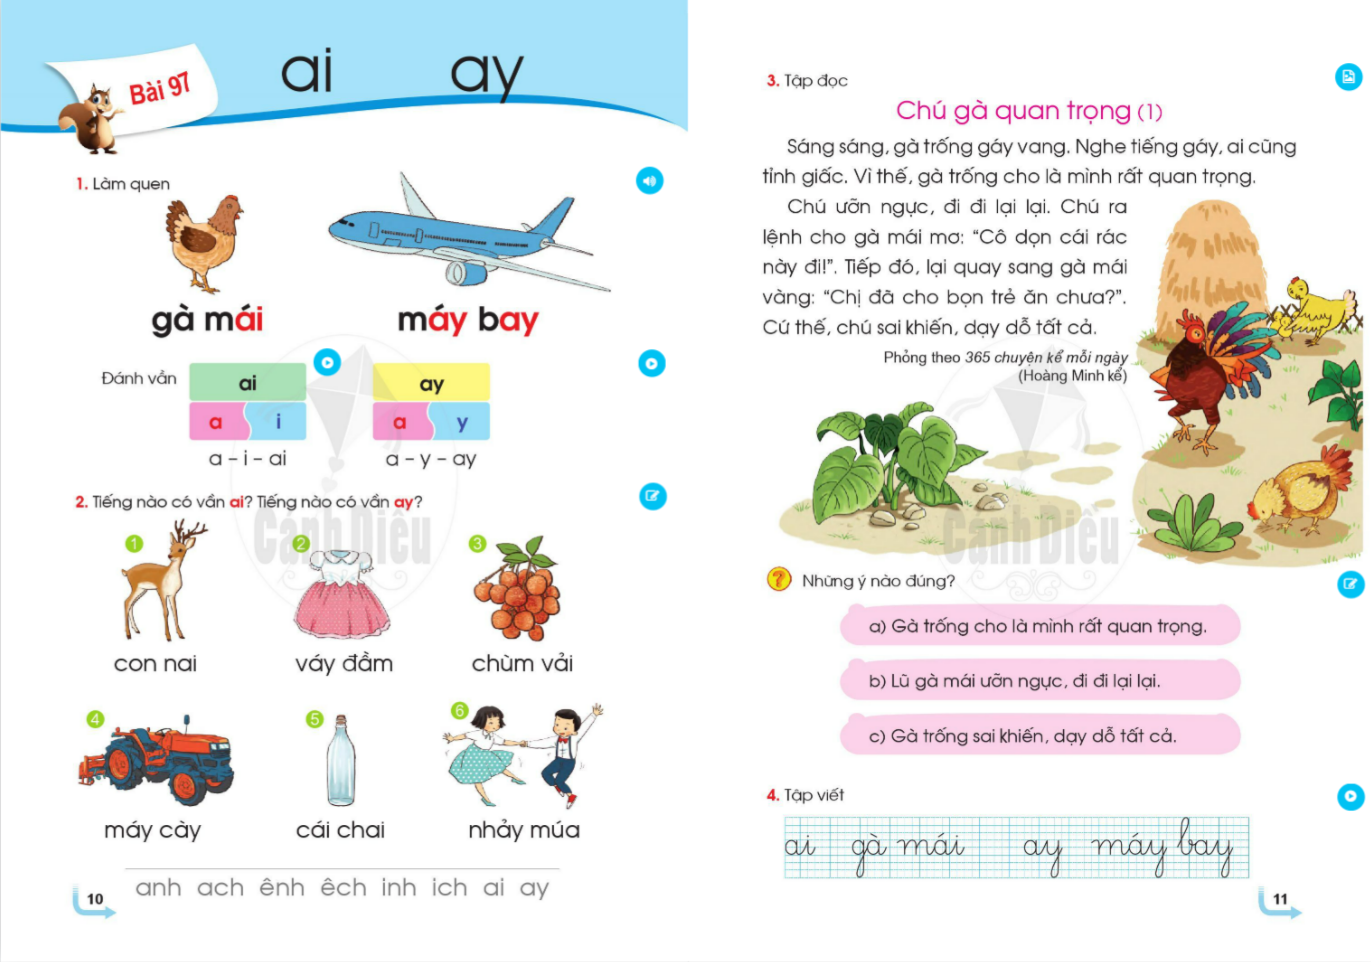 Bài 97
ai ay
1. Làm quen
gà mái
máy bay
Đánh vần
ai
a i
a – i – ai
ay
a y
a – y – ay
2. Tiếng nào có vần ai? Tiếng nào có vần ay?
1
con nai
2
váy đầm
3
chùm vải
4
máy cày
5
cái chai
6
nhảy múa
anh ach ênh êch inh ich ai ay
10
Cánh Diều
3. Tập đọc
Chú gà quan trọng (1)
Sáng sáng, gà trống gáy vang. Nghe tiếng gáy, ai cũng
tỉnh giấc. Vì thế, gà trống cho là mình rất quan trọng.
Chú ưỡn ngực, đi đi lại lại. Chú ra
lệnh cho gà mái mơ: “Cô dọn cái rác
này đi!”. Tiếp đó, lại quay sang gà mái
vàng: “Chị đã cho bọn trẻ ăn chưa?”.
Cứ thế, chú sai khiến, dạy dỗ tất cả.
Phỏng theo 365 chuyện kể mỗi ngày
(Hoàng Minh kể)
Cánh Diều
? Những ý nào đúng?
a) Gà trống cho là mình rất quan trọng.
b) Lũ gà mái ưỡn ngực, đi đi lại lại.
c) Gà trống sai khiến, dạy dỗ tất cả.
4. Tập viết
ai gà mái ay máy bay
11